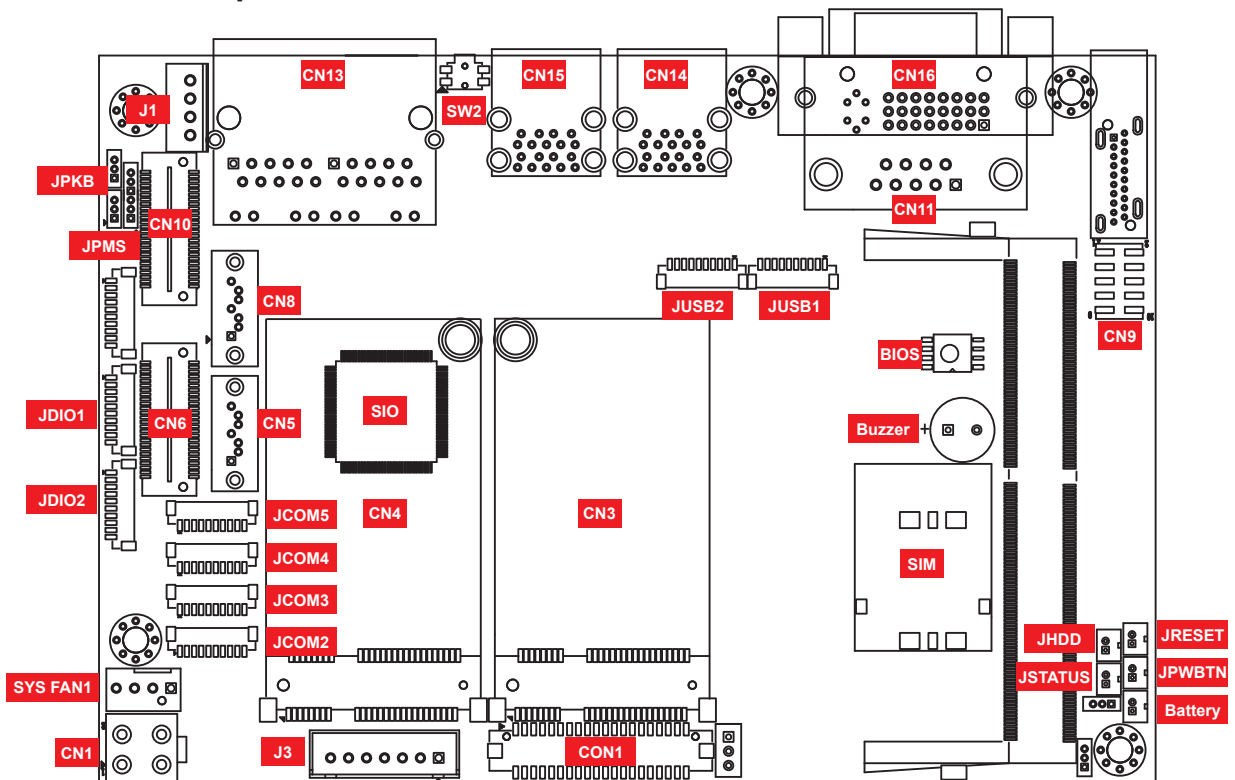 CN13
CN15
CN14
CN16
J1
SW2
JPKB
CN10
CN11
JPMS
CN8
JUSB2
JUSB1
CN9
BIOS
JDIO1
CN6
CN5
SIO
Buzzer
+
JDIO2
JCOM5
CN4
CN3
JCOM4
SIM
JCOM3
JCOM2
JHDD
JRESET
SYS FAN1
JSTATUS
JPWBTN
Battery
CN1
J3
CON1